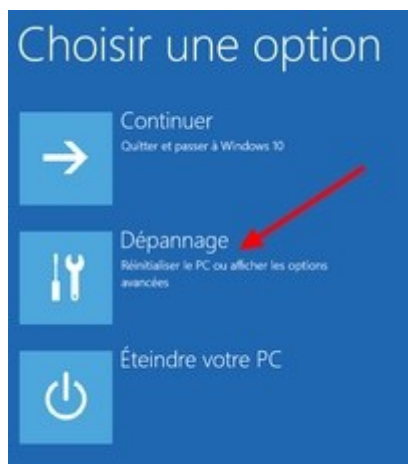 Choisir une option
Continuer
Quitter et passer à Windows 10
Dépannage
Réinitialiser le PC ou afficher les options
avancées
Éteindre votre PC